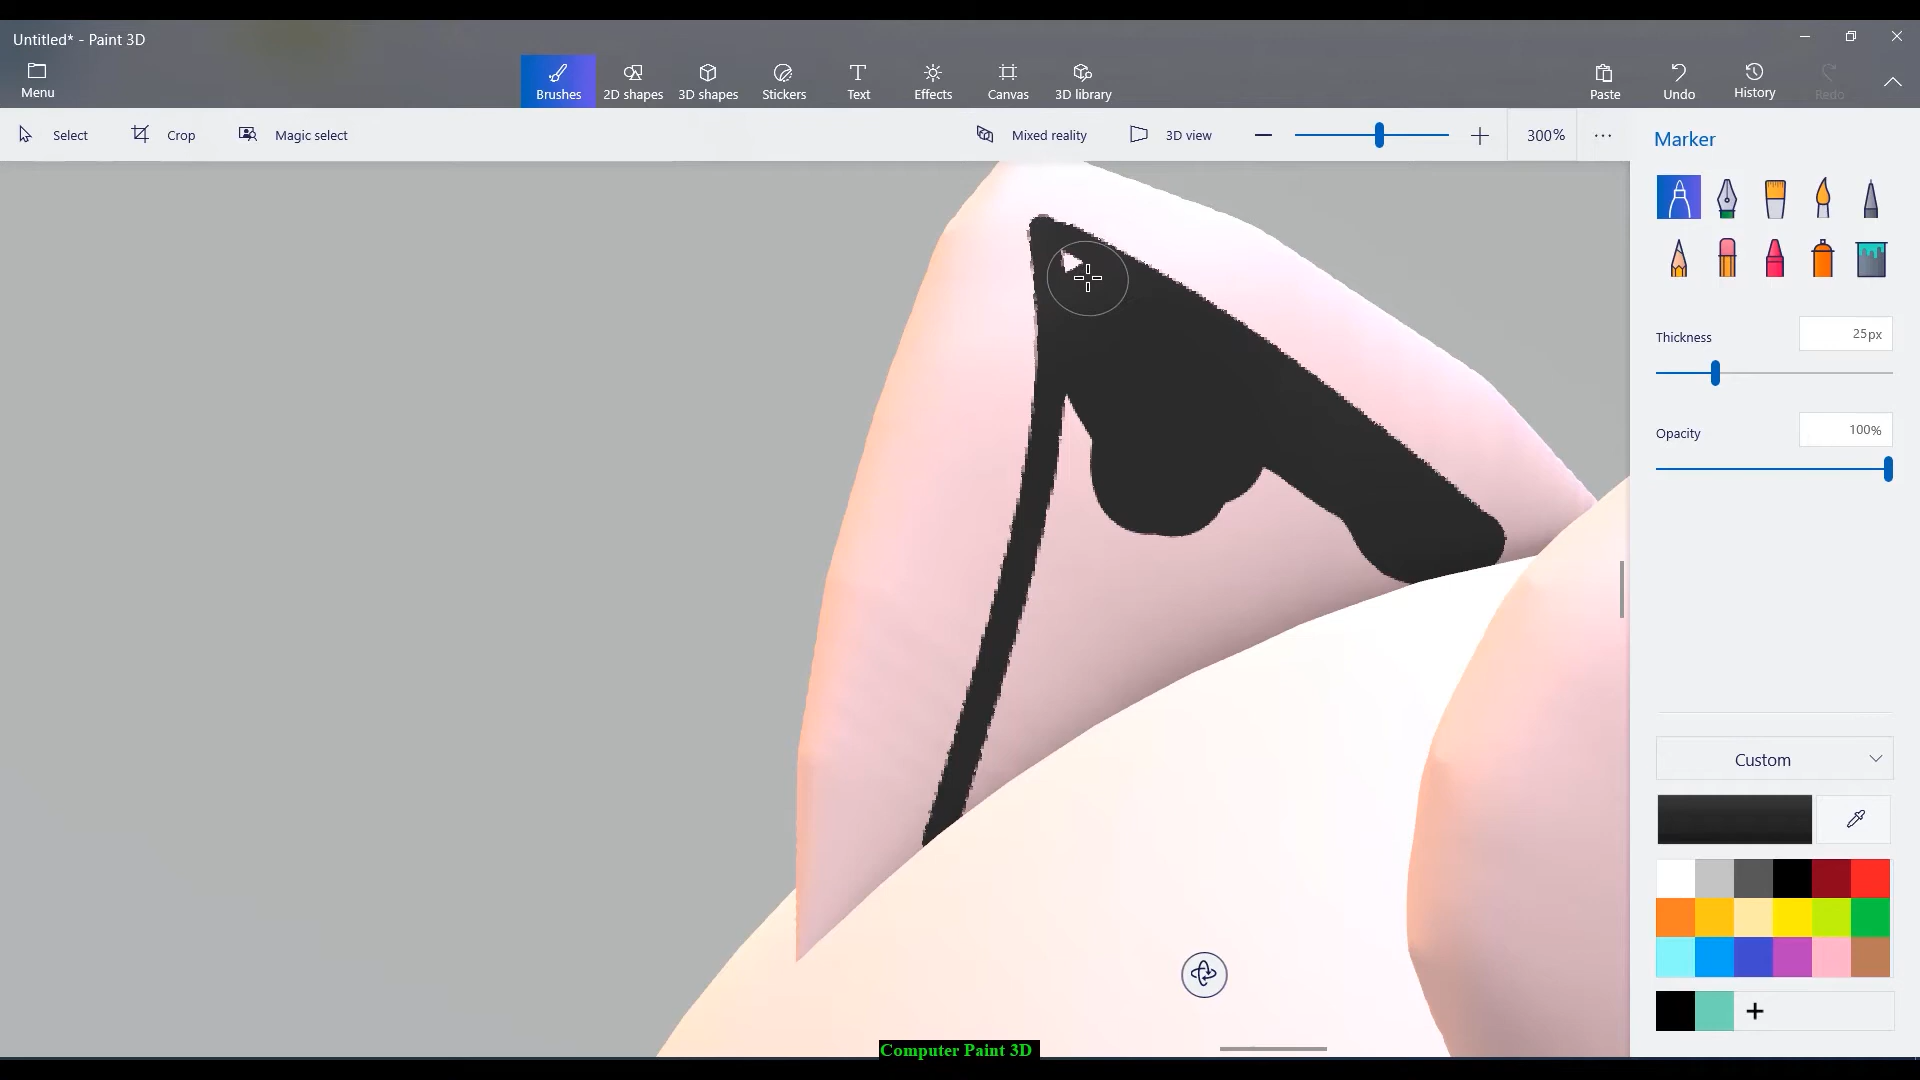 Untitled* - Paint 3D
Menu
Brushes
2D shapes
3D shapes
Stickers
Text
Effects
Canvas
3D library
Paste
Undo
History
Redo
Select
Crop
Magic select
Mixed reality
3D view
300%
Marker
Thickness
25px
Opacity
100%
Custom
Computer Paint 3D